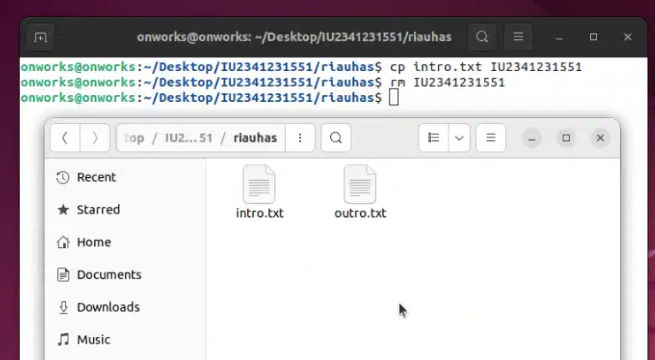 onworks@onworks: ~/Desktop/IU2341231551/riauhas
onworks@onworks:~/Desktop/IU2341231551/riauhas$ cp intro.txt IU2341231551
onworks@onworks:~/Desktop/IU2341231551/riauhas$ rm IU2341231551
onworks@onworks:~/Desktop/IU2341231551/riauhas$
top / IU2…51 / riauhas
Recent
Starred
Home
Documents
Downloads
Music
intro.txt
outro.txt